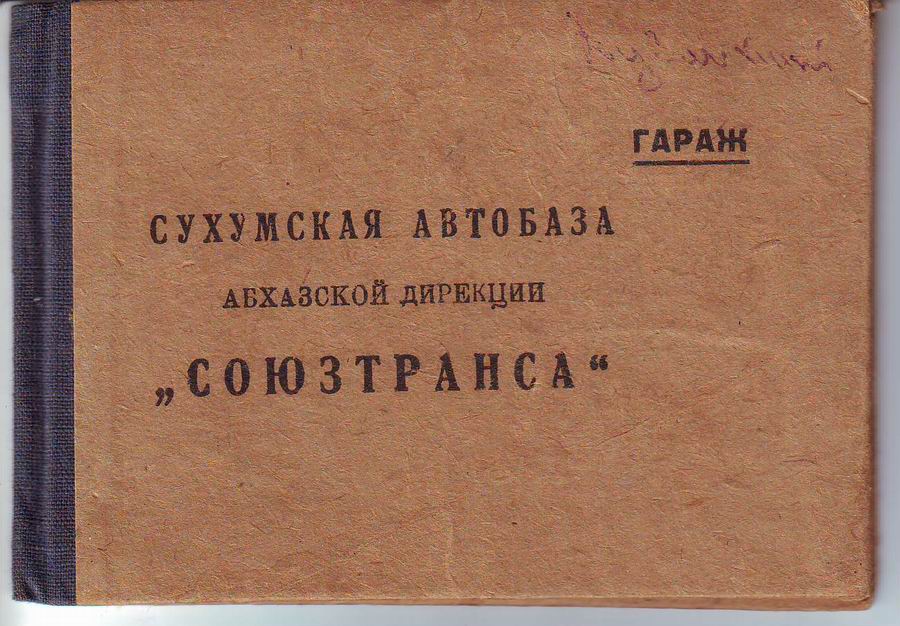 ГАРАЖ
СУХУМСКАЯ АВТОБАЗА
АБХАЗСКОЙ ДИРЕКЦИИ
„СОЮЗТРАНСА“